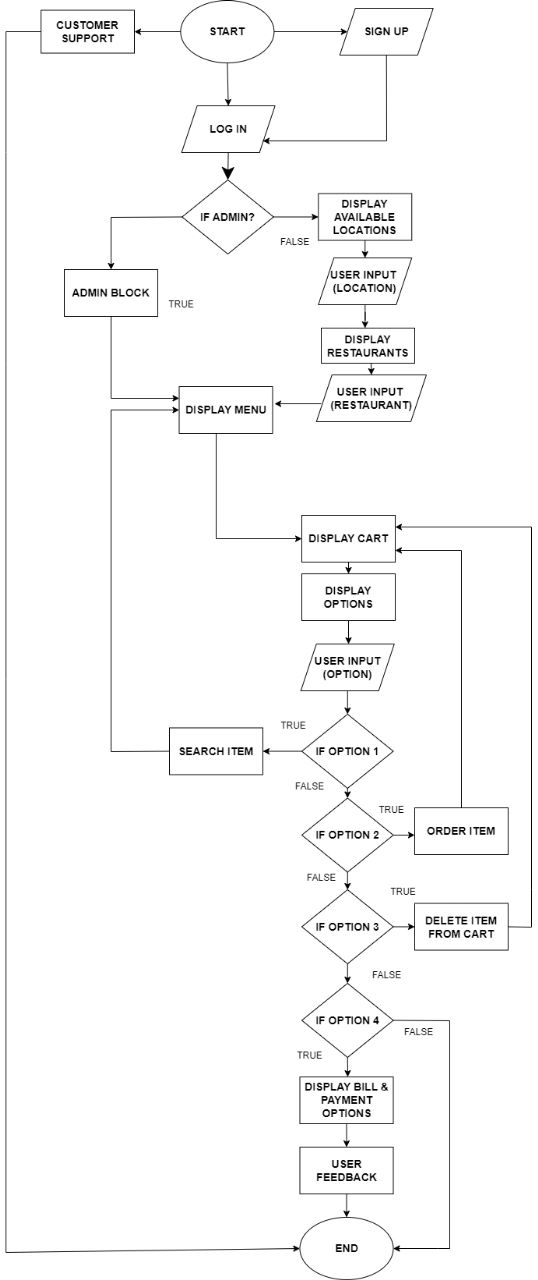 CUSTOMER
SUPPORT
START
SIGN UP
LOG IN
IF ADMIN?
FALSE
DISPLAY
AVAILABLE
LOCATIONS
ADMIN BLOCK
TRUE
USER INPUT
(LOCATION)
DISPLAY
RESTAURANTS
USER INPUT
(RESTAURANT)
DISPLAY MENU
DISPLAY CART
DISPLAY
OPTIONS
USER INPUT
(OPTION)
TRUE
IF OPTION 1
SEARCH ITEM
FALSE
TRUE
IF OPTION 2
ORDER ITEM
FALSE
TRUE
IF OPTION 3
DELETE ITEM
FROM CART
FALSE
IF OPTION 4
FALSE
TRUE
DISPLAY BILL &
PAYMENT
OPTIONS
USER
FEEDBACK
END